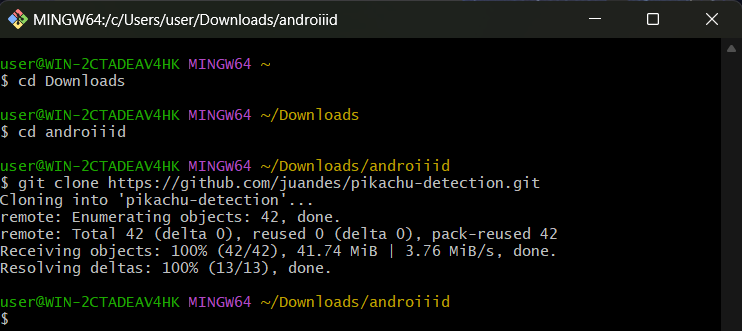 MINGW64:/c/Users/user/Downloads/androiiid
user@WIN-2CTADEAV4HK MINGW64 ~
$ cd Downloads
user@WIN-2CTADEAV4HK MINGW64 ~/Downloads
$ cd androiiid
user@WIN-2CTADEAV4HK MINGW64 ~/Downloads/androiiid
$ git clone https://github.com/juandes/pikachu-detection.git
Cloning into 'pikachu-detection'...
remote: Enumerating objects: 42, done.
remote: Total 42 (delta 0), reused 0 (delta 0), pack-reused 42
Receiving objects: 100% (42/42), 41.74 MiB | 3.76 MiB/s, done.
Resolving deltas: 100% (13/13), done.
user@WIN-2CTADEAV4HK MINGW64 ~/Downloads/androiiid
$